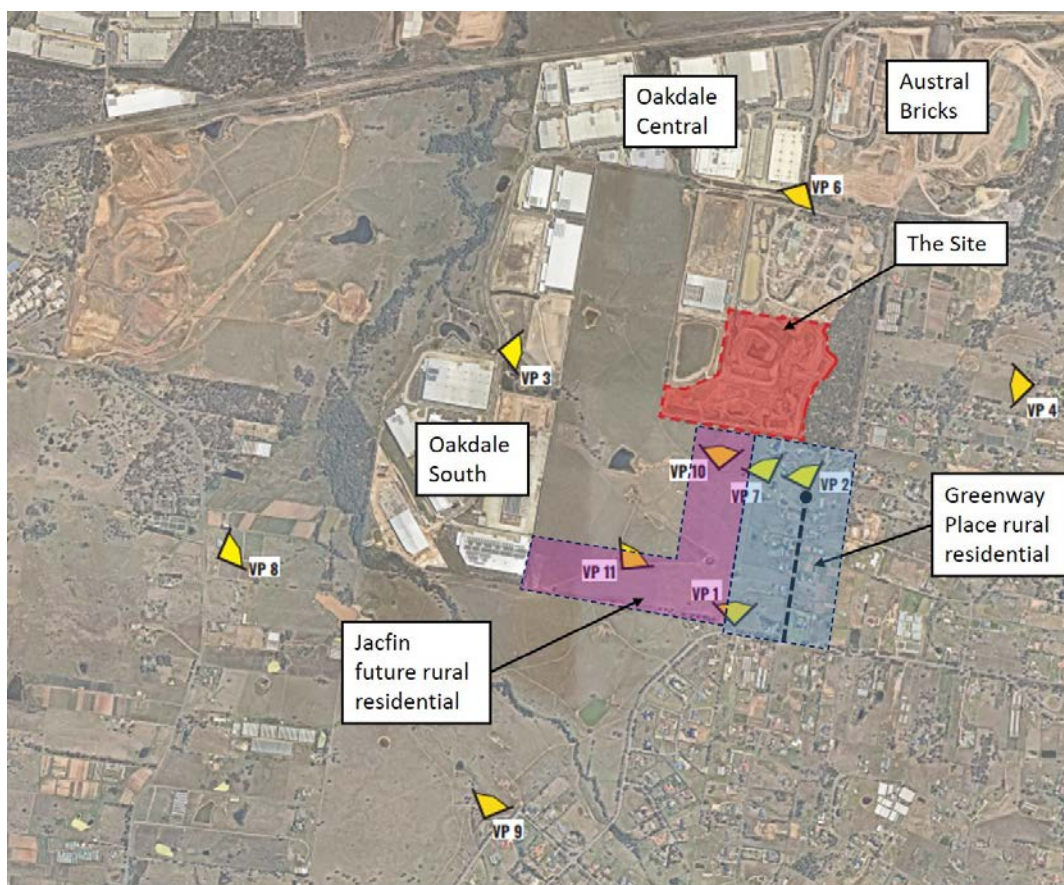 Oakdale
Central
Austral
Bricks
VP 6
The Site
VP 3
VP 4
Oakdale
South
VP 10
VP 7
VP 2
Greenway
Place rural
residential
VP 8
VP 11
VP 1
Jacfin
future rural
residential
VP 9